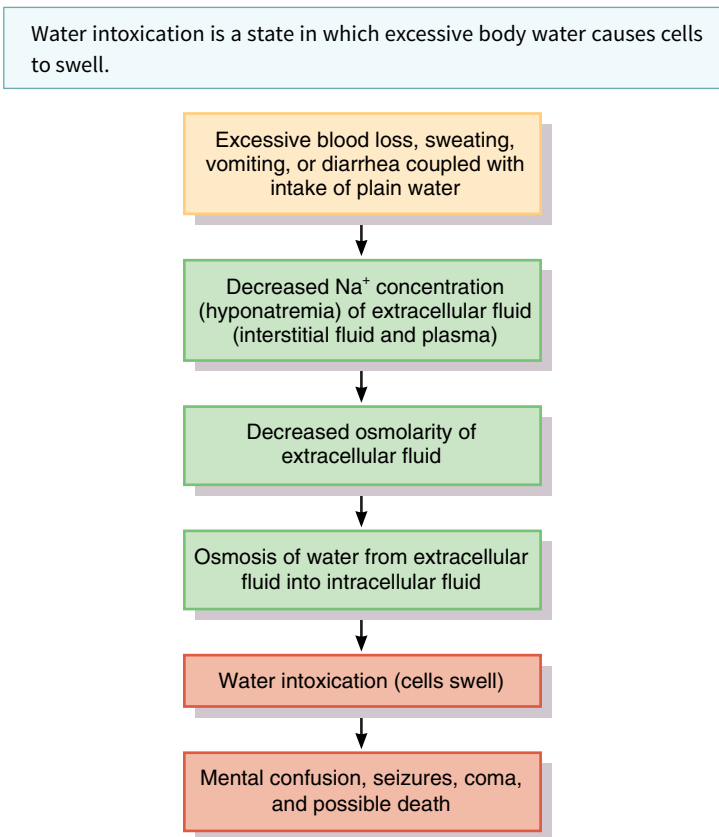 Water intoxication is a state in which excessive body water causes cells
to swell.
Excessive blood loss, sweating,
vomiting, or diarrhea coupled with
intake of plain water
Decreased Na⁺ concentration
(hyponatremia) of extracellular fluid
(interstitial fluid and plasma)
Decreased osmolarity of
extracellular fluid
Osmosis of water from extracellular
fluid into intracellular fluid
Water intoxication (cells swell)
Mental confusion, seizures, coma,
and possible death